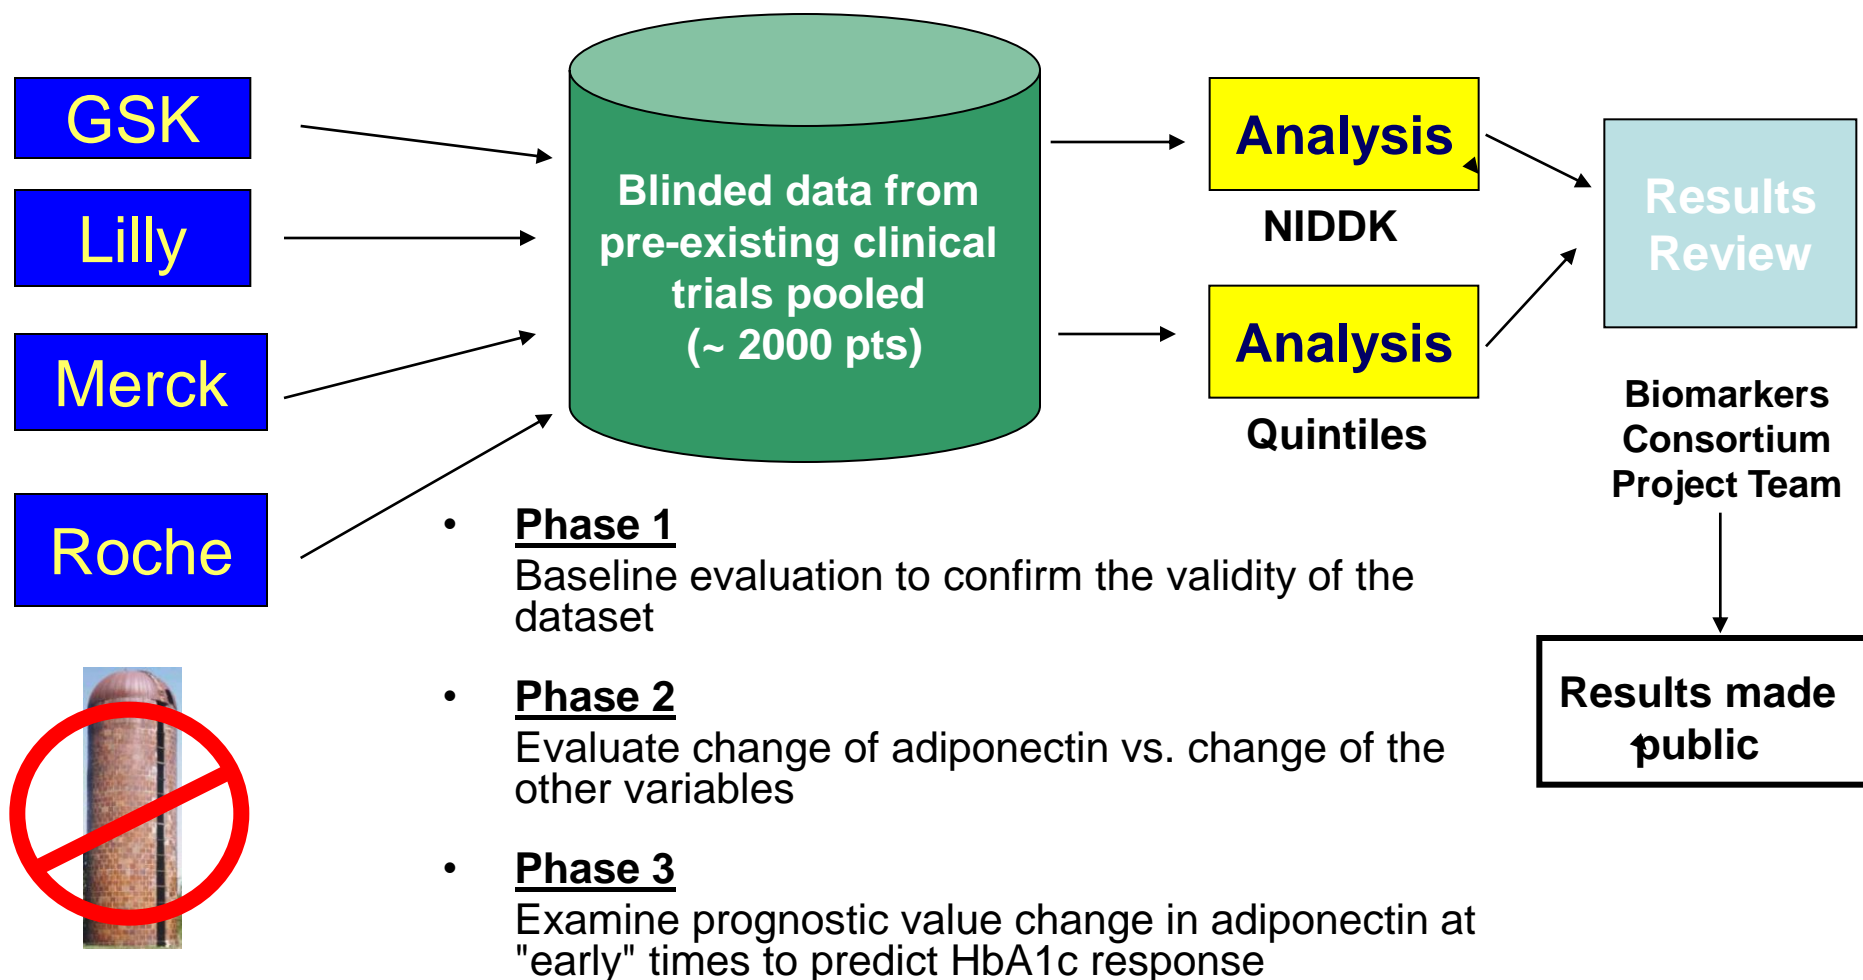 GSK
Lilly
Merck
Roche
Blinded data from
pre-existing clinical
trials pooled
(~ 2000 pts)
Analysis
NIDDK
Analysis
Quintiles
Results
Review
Biomarkers
Consortium
Project Team
Results made
public
• Phase 1
Baseline evaluation to confirm the validity of the
dataset
• Phase 2
Evaluate change of adiponectin vs. change of the
other variables
• Phase 3
Examine prognostic value change in adiponectin at
"early" times to predict HbA1c response